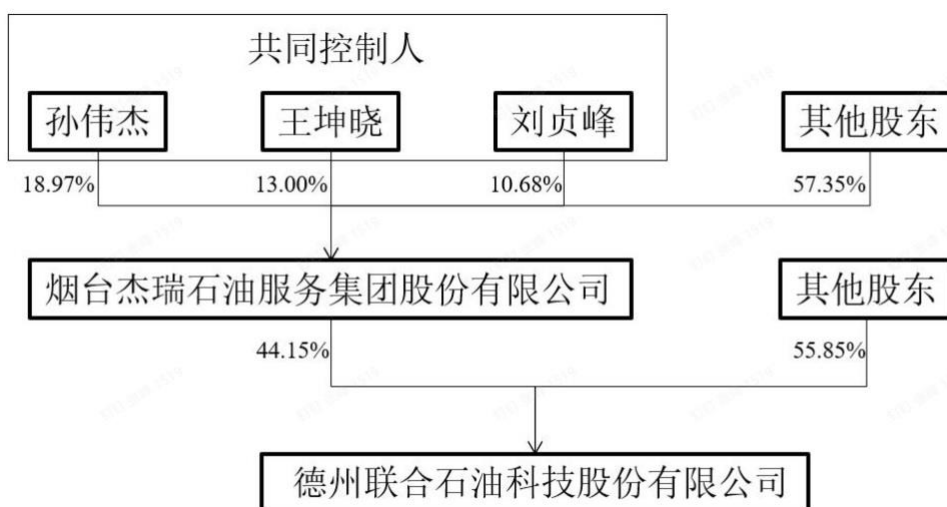 共同控制人
孙伟杰
王坤晓
刘贞峰
其他股东
18.97%
13.00%
10.68%
57.35%
烟台杰瑞石油服务集团股份有限公司
其他股东
44.15%
55.85%
德州联合石油科技股份有限公司